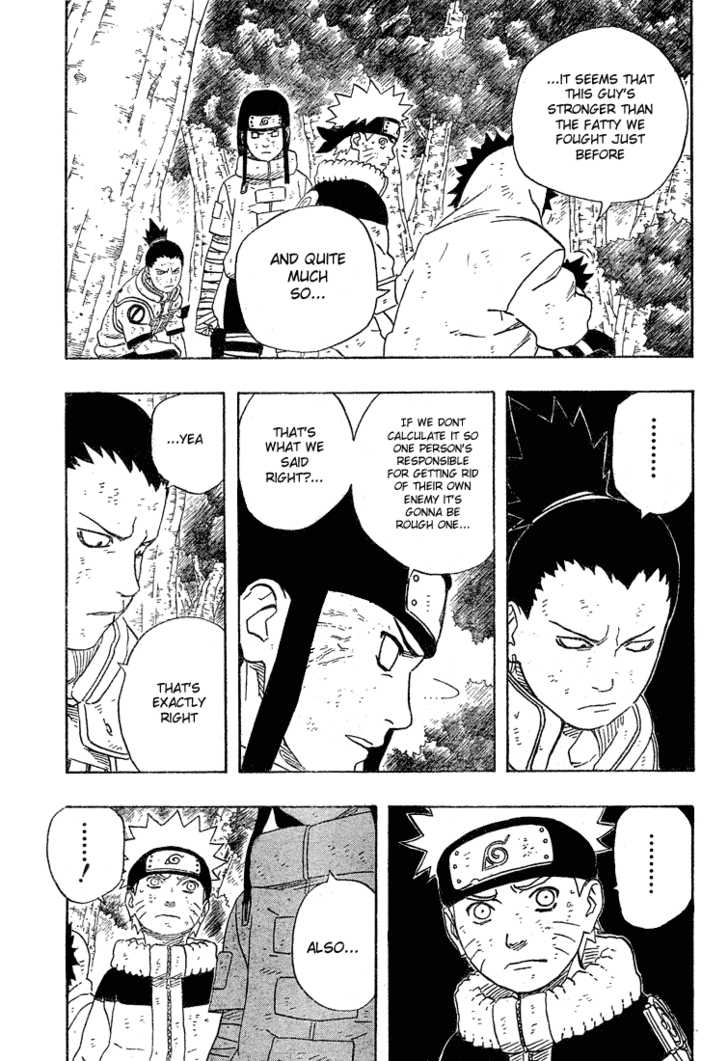 ...IT SEEMS THAT
THIS GUY'S
STRONGER THAN
THE FATTY WE
FOUGHT JUST
BEFORE
AND QUITE
MUCH
SO...
........
IF WE DONT
CALCULATE IT SO
ONE PERSON'S
RESPONSIBLE
FOR GETTING RID
OF THEIR OWN
ENEMY IT'S
GONNA BE
ROUGH ONE...
THAT'S
WHAT WE
SAID
RIGHT?...
...YEA
THAT'S
EXACTLY
RIGHT
........
ALSO...
......!